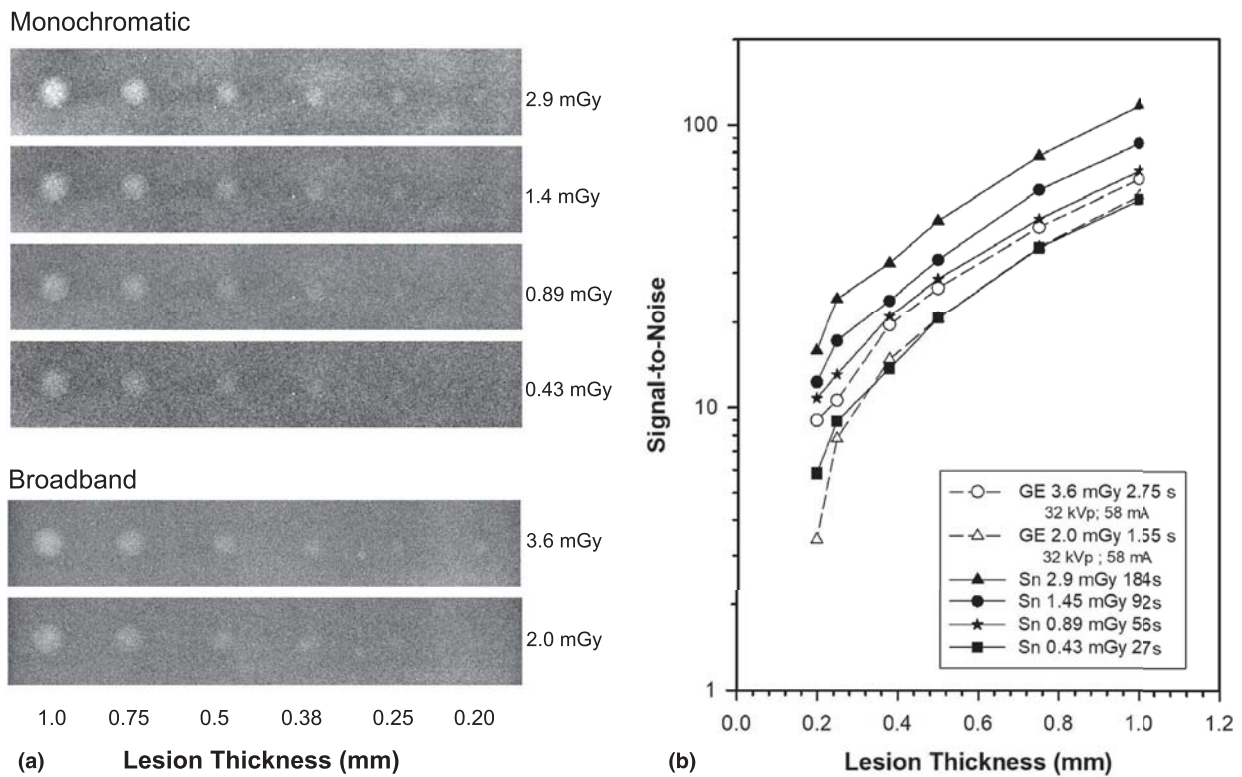 Monochromatic
2.9 mGy
1.4 mGy
0.89 mGy
0.43 mGy
Broadband
3.6 mGy
2.0 mGy
1.0 0.75 0.5 0.38 0.25 0.20
(a) Lesion Thickness (mm)
100
10
1
Signal-to-Noise
GE 3.6 mGy 2.75 s
32 kVp; 58 mA
GE 2.0 mGy 1.55 s
32 kVp ; 58 mA
Sn 2.9 mGy 184s
Sn 1.45 mGy 92s
Sn 0.89 mGy 56s
Sn 0.43 mGy 27s
0.0 0.2 0.4 0.6 0.8 1.0 1.2
(b) Lesion Thickness (mm)